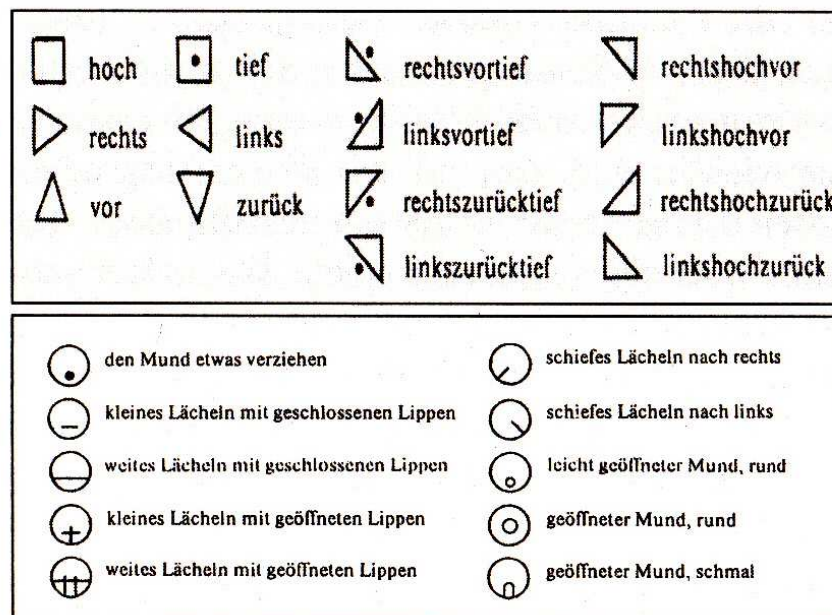 hoch tief rechtsvortief rechtshochvor
rechts links linksvortief linkshochvor
vor zurück rechtszurücktief rechtshochzurück
linkszurücktief linkshochzurück
den Mund etwas verziehen schiefes Lächeln nach rechts
kleines Lächeln mit geschlossenen Lippen schiefes Lächeln nach links
weites Lächeln mit geschlossenen Lippen leicht geöffneter Mund, rund
kleines Lächeln mit geöffneten Lippen geöffneter Mund, rund
weites Lächeln mit geöffneten Lippen geöffneter Mund, schmal